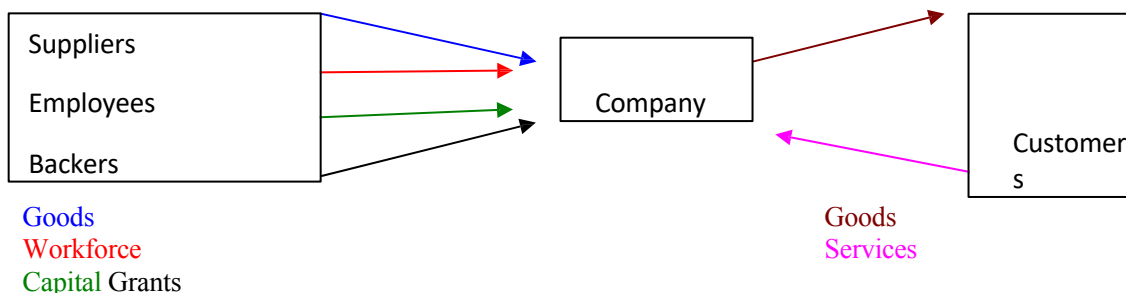 Suppliers
Employees
Company
Backers
Customer
s
Goods
Workforce
Capital Grants
Goods
Services